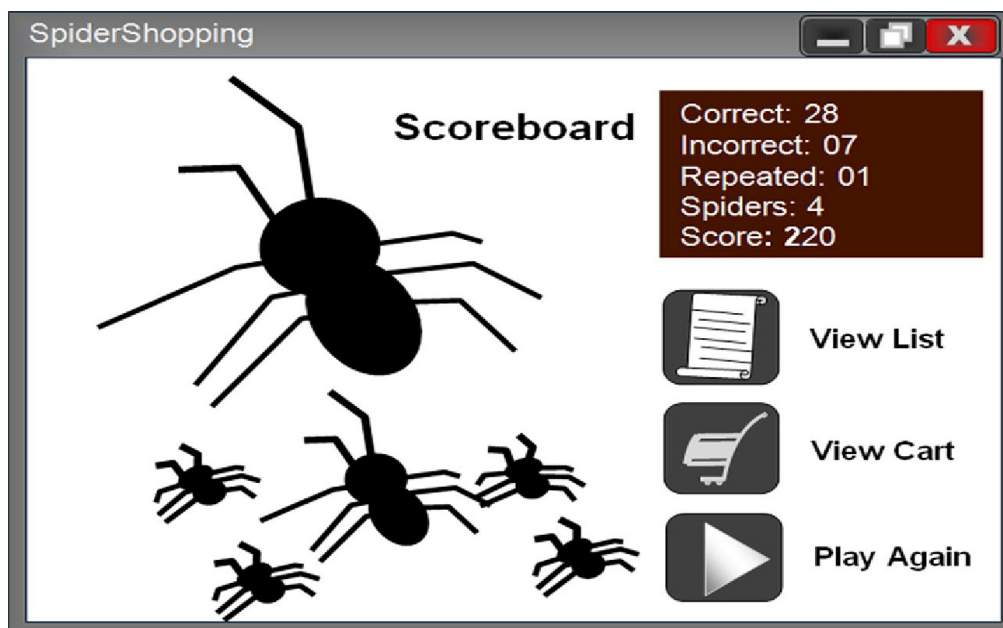 SpiderShopping
Scoreboard
Correct: 28
Incorrect: 07
Repeated: 01
Spiders: 4
Score: 220
View List
View Cart
Play Again